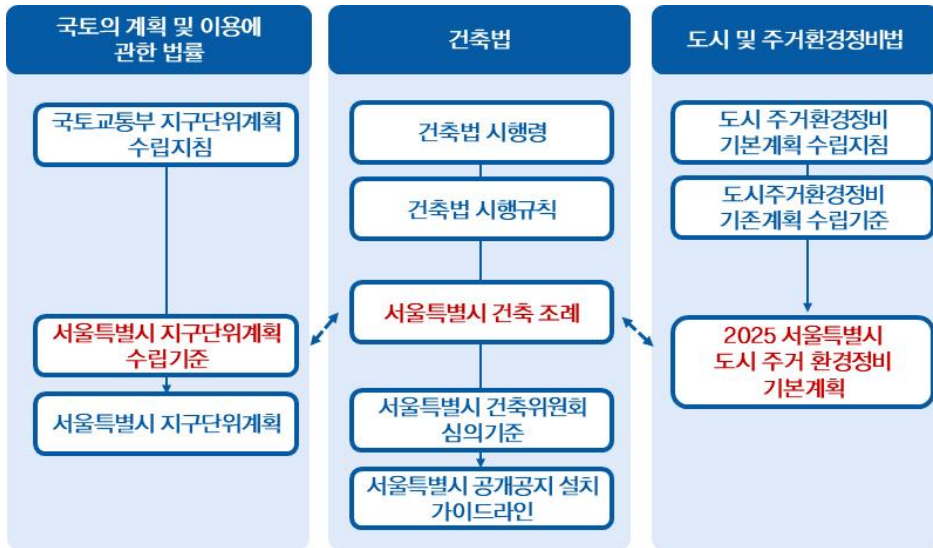 국토의 계획 및 이용에
관한 법률
국토교통부 지구단위계획
수립지침
서울특별시 지구단위계획
수립기준
서울특별시 지구단위계획
건축법
건축법 시행령
건축법 시행규칙
서울특별시 건축 조례
서울특별시 건축위원회
심의기준
서울특별시 공개공지 설치
가이드라인
도시 및 주거환경정비법
도시 주거환경정비
기본계획 수립지침
도시주거환경정비
기존계획 수립기준
2025 서울특별시
도시 주거 환경정비
기본계획